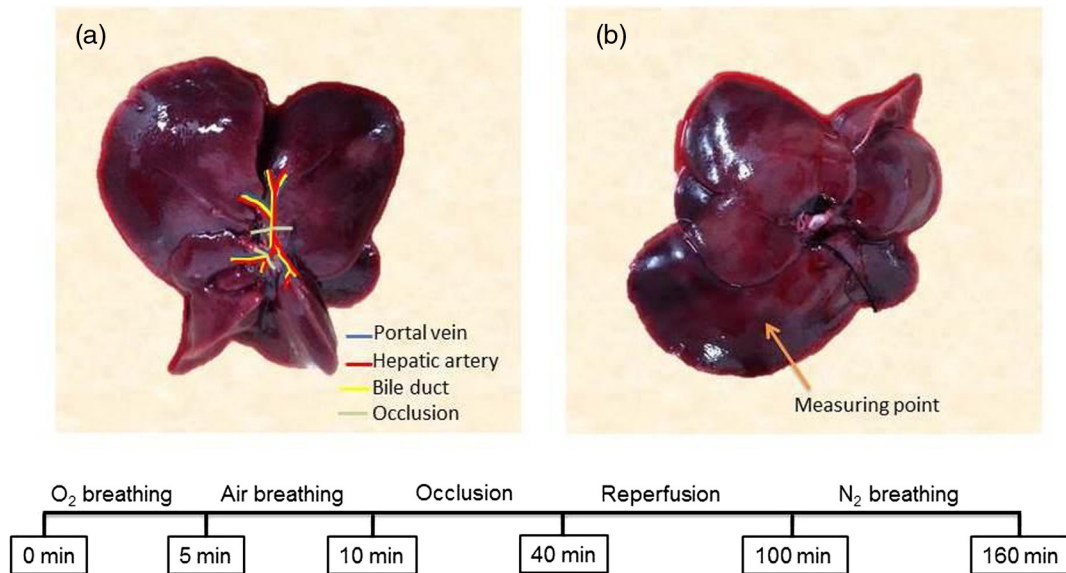 (a)
Portal vein
Hepatic artery
Bile duct
Occlusion
(b)
Measuring point
O₂ breathing Air breathing Occlusion Reperfusion N₂ breathing
0 min 5 min 10 min 40 min 100 min 160 min